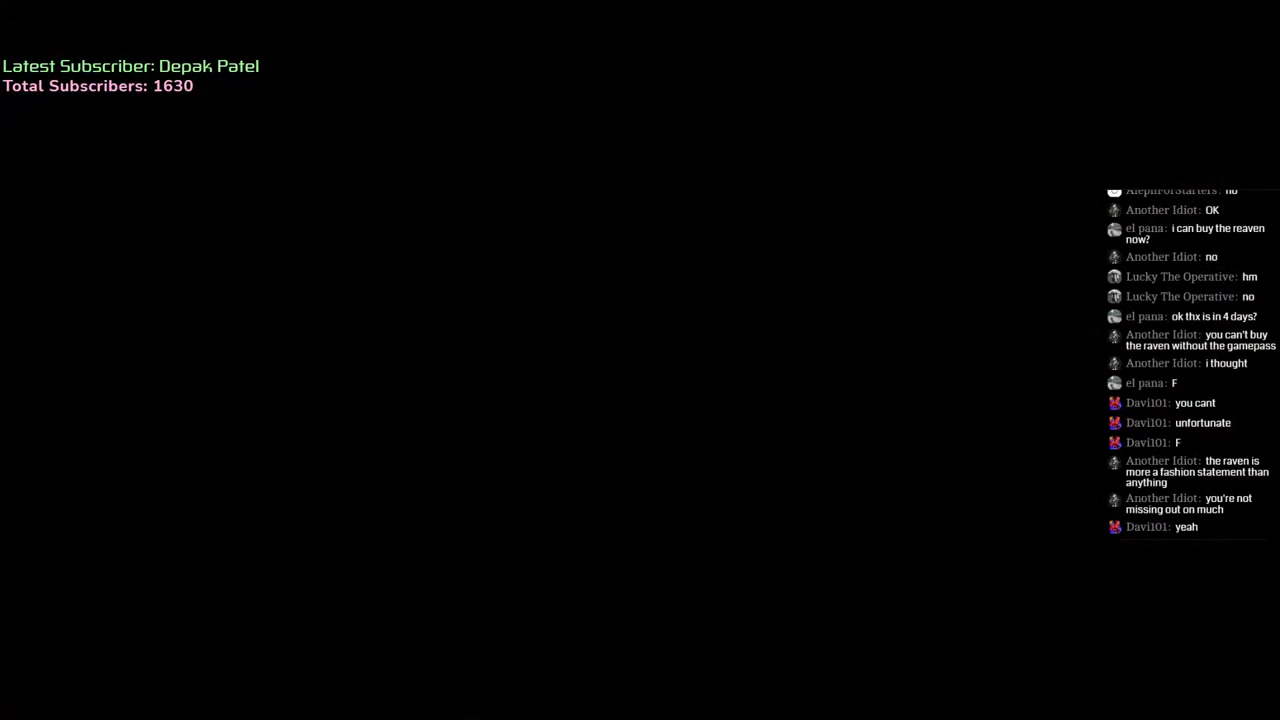 Latest Subscriber: Depak Patel
Total Subscribers: 1630
AlephForStarters: no
Another Idiot: OK
el pana: i can buy the reaven
now?
Another Idiot: no
Lucky The Operative: hm
Lucky The Operative: no
el pana: ok thx is in 4 days?
Another Idiot: you can't buy
the raven without the gamepass
Another Idiot: i thought
el pana: F
Davi101: you cant
Davi101: unfortunate
Davi101: F
Another Idiot: the raven is
more a fashion statement than
anything
Another Idiot: you're not
missing out on much
Davi101: yeah